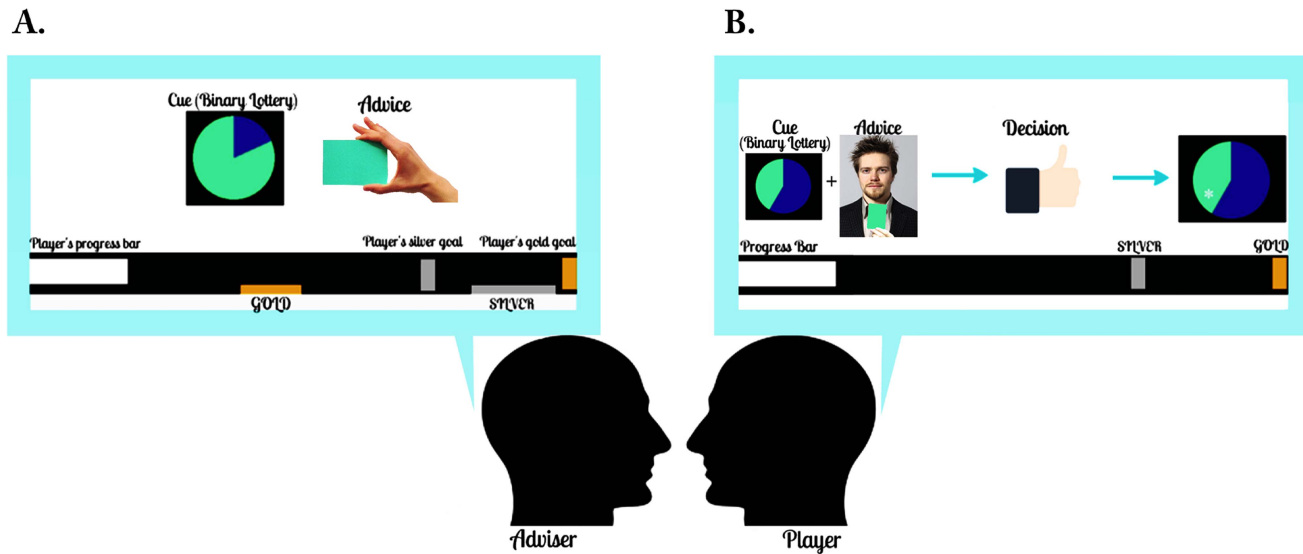 A.
Cue (Binary Lottery)
Advice
Player's progress bar
Player's silver goal
Player's gold goal
GOLD
SILVER
Adviser
B.
Cue
(Binary Lottery)
+
Advice
Decision
*
Progress Bar
SILVER
GOLD
Player